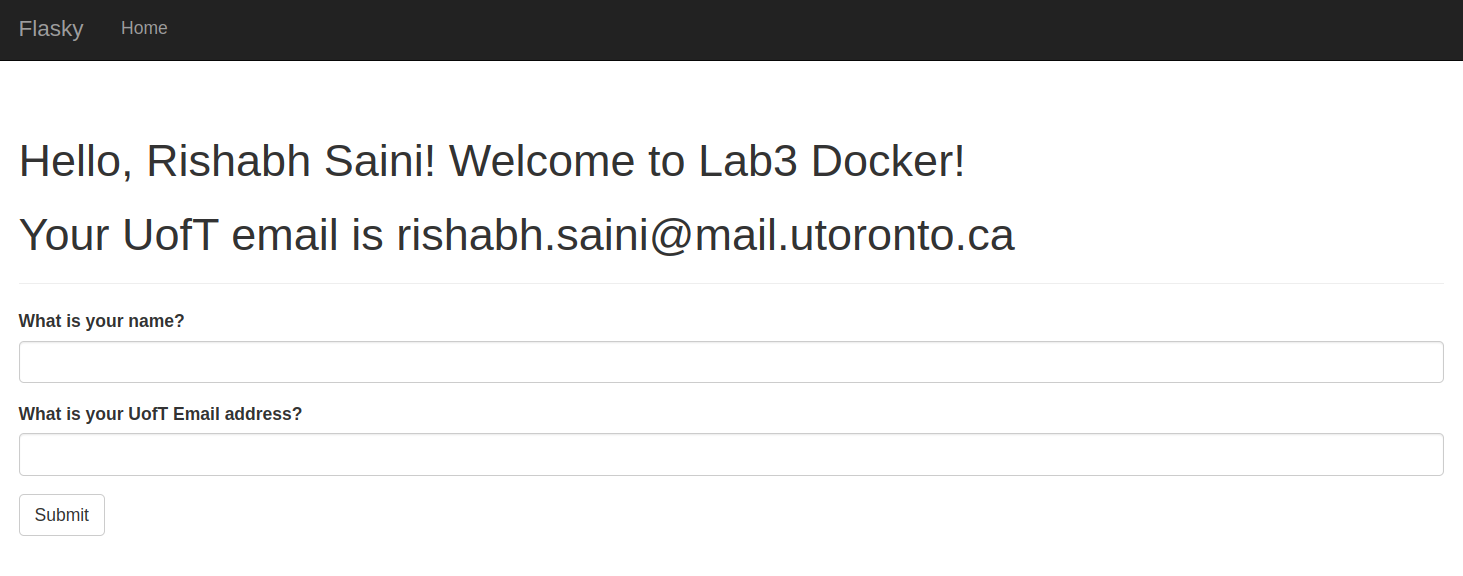 Flasky Home
Hello, Rishabh Saini! Welcome to Lab3 Docker!
Your UofT email is rishabh.saini@mail.utoronto.ca
What is your name?
What is your UofT Email address?
Submit